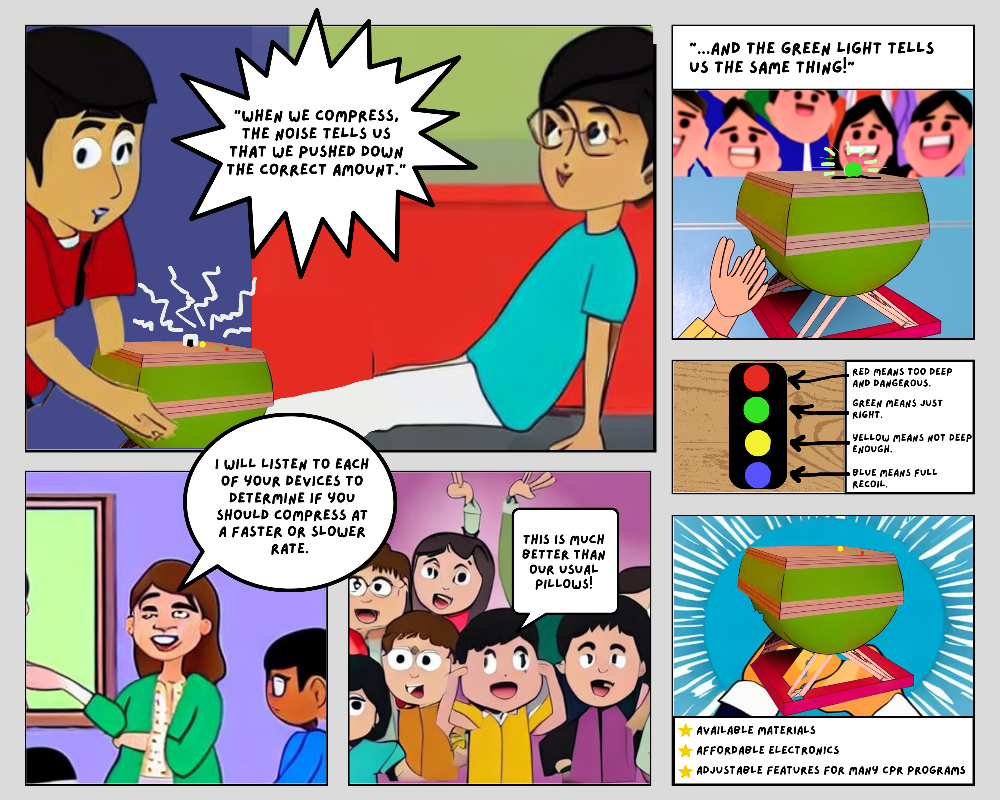 "WHEN WE COMPRESS,
THE NOISE TELLS US
THAT WE PUSHED DOWN
THE CORRECT AMOUNT."
"...AND THE GREEN LIGHT TELLS
US THE SAME THING!"
RED MEANS TOO DEEP
AND DANGEROUS.
GREEN MEANS JUST
RIGHT.
YELLOW MEANS NOT DEEP
ENOUGH.
BLUE MEANS FULL
RECOIL.
I WILL LISTEN TO EACH
OF YOUR DEVICES TO
DETERMINE IF YOU
SHOULD COMPRESS AT
A FASTER OR SLOWER
RATE.
THIS IS MUCH
BETTER THAN
OUR USUAL
PILLOWS!
AVAILABLE MATERIALS
AFFORDABLE ELECTRONICS
ADJUSTABLE FEATURES FOR MANY CPR PROGRAMS